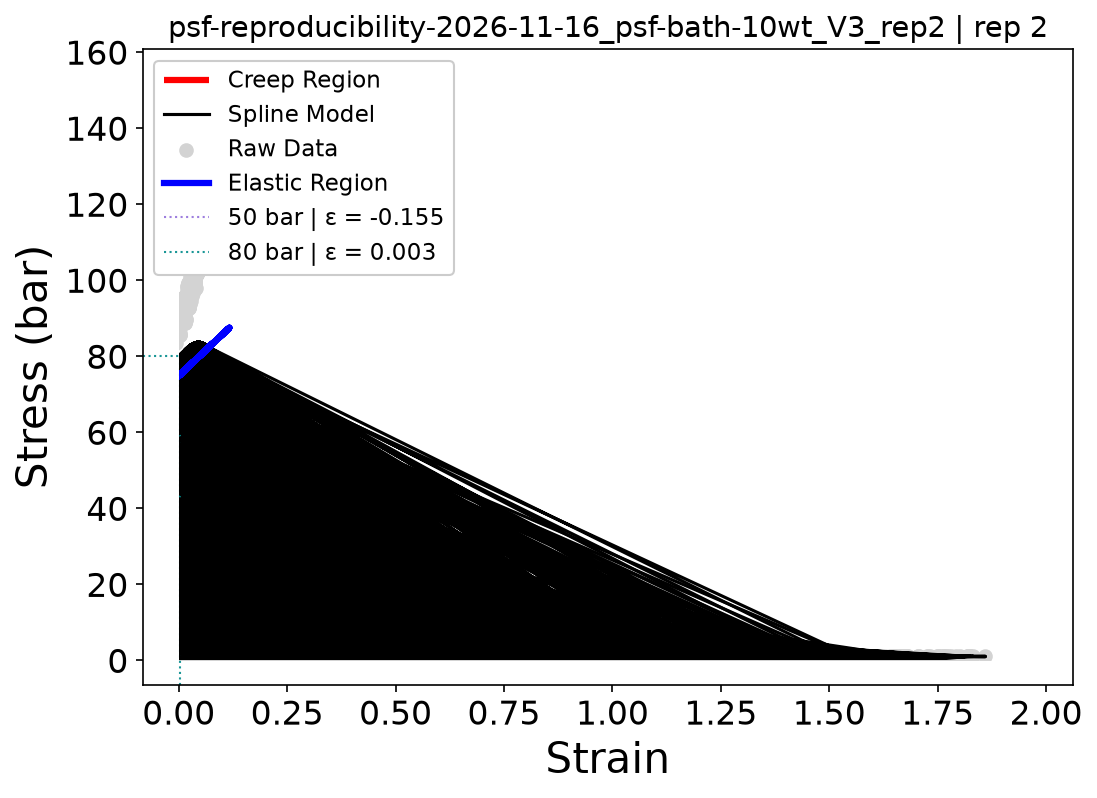 psf-reproducibility-2026-11-16_psf-bath-10wt_V3_rep2 | rep 2
160
140
120
100
80
60
40
20
0
Stress (bar)
Creep Region
Spline Model
Raw Data
Elastic Region
50 bar | ε = -0.155
80 bar | ε = 0.003
0.00 0.25 0.50 0.75 1.00 1.25 1.50 1.75 2.00
Strain